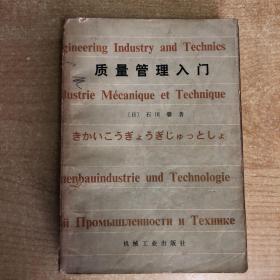 gineering Industry and Technics
质量管理入门
dustrie Mécanique et Technique
〔日〕石川 馨 著
きかいこうぎょうぎじゅっとしょ
nenbauindustrie und Technologie
й Промышленности и Технике
机械工业出版社